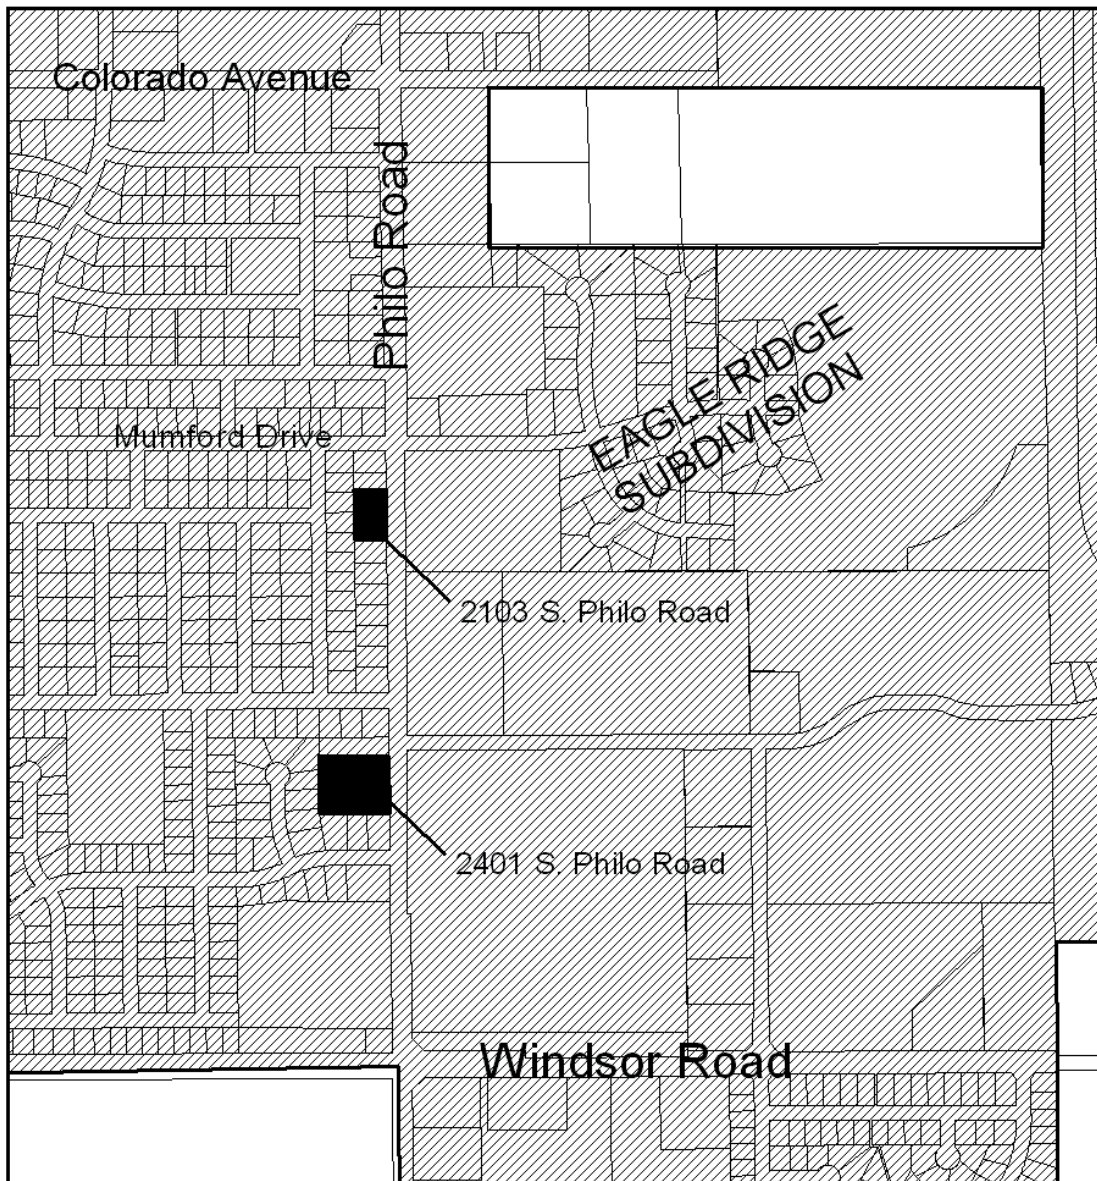 Colorado Avenue
Philo Road
EAGLE RIDGE
SUBDIVISION
Mumford Drive
2103 S. Philo Road
2401 S. Philo Road
Windsor Road